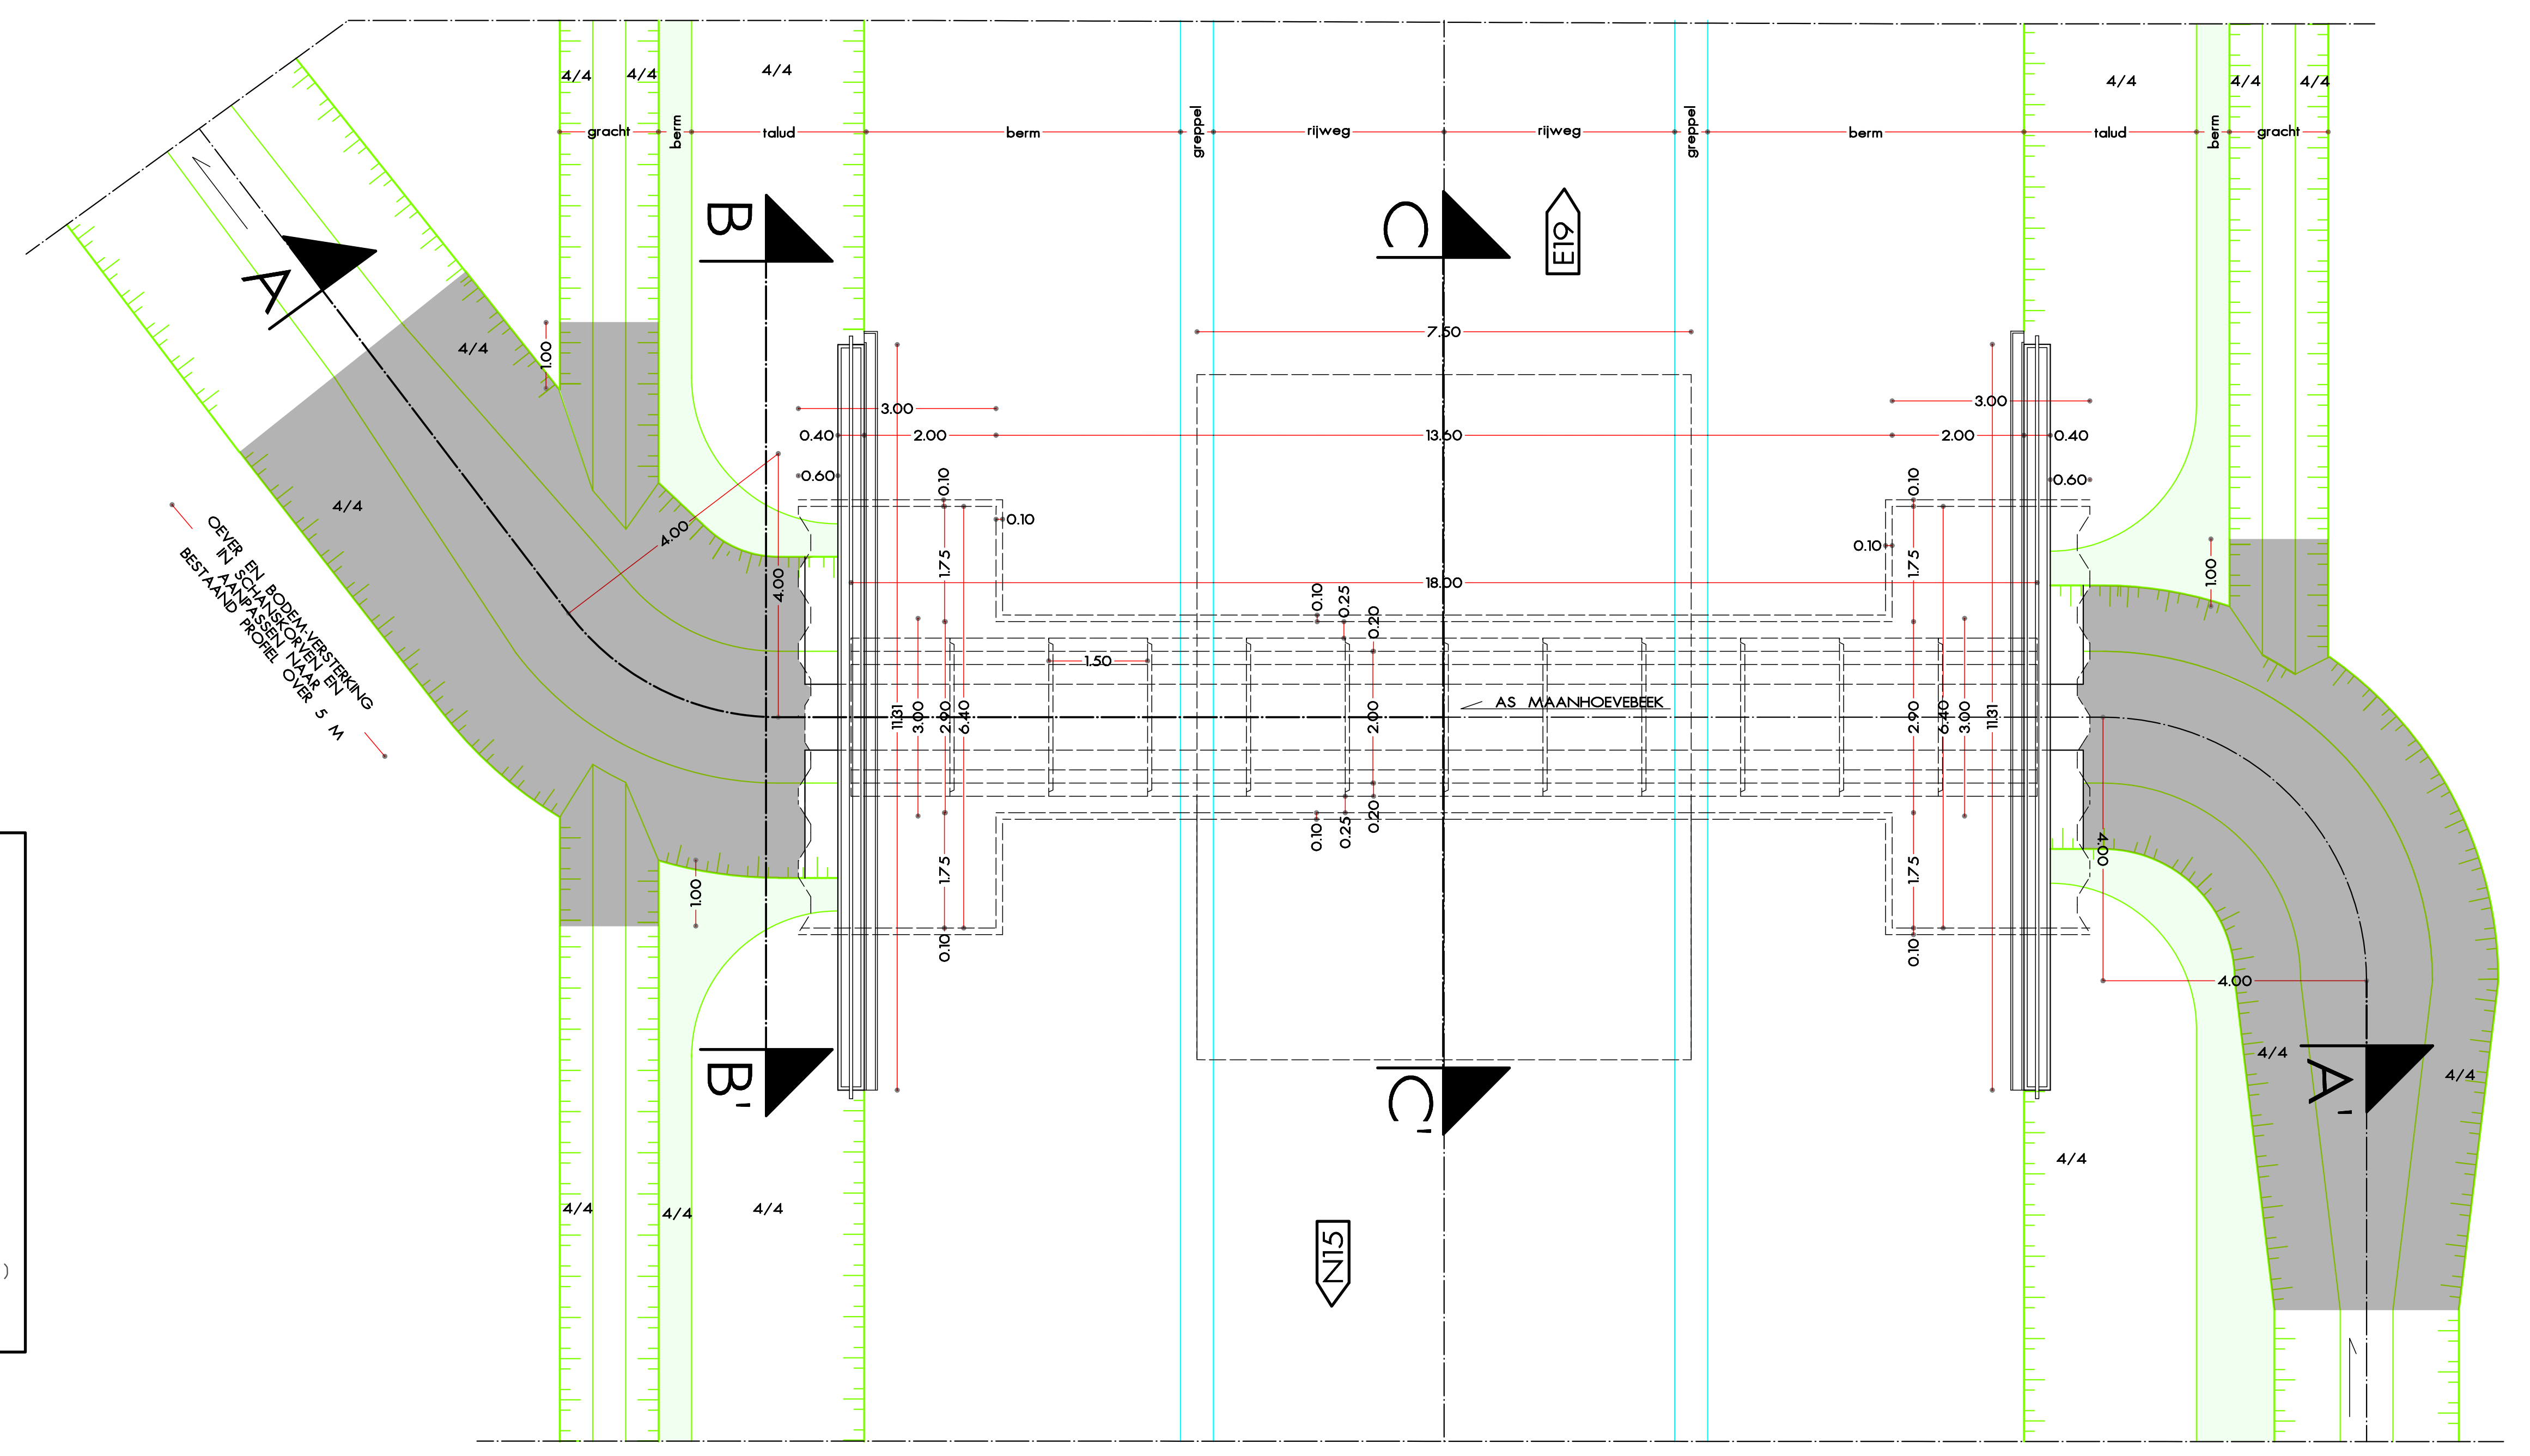 4/4
4/4
4/4
4/4
4/4
4/4
gracht
berm
talud
berm
greppel
rijweg
rijweg
greppel
berm
talud
berm
gracht
A
B
C
E19
4/4
1.00
7.50
3.00
3.00
0.40
2.00
13.60
2.00
0.40
0.60
0.10
0.10
0.60
4/4
4.00
0.10
0.10
OEVER EN BODEM-VERSTERKING
IN SCHANSKORVEN EN
AANPASSEN NAAR
BESTAAND PROFIEL OVER 5 M
4.00
1.75
18.00
1.75
1.00
0.10
0.25
0.20
1.50
AS MAANHOEVEBEEK
11.31
3.00
2.90
6.40
2.00
2.90
6.40
3.00
11.31
0.10
0.25
0.20
4.00
1.00
1.75
1.75
0.10
0.10
4.00
B'
C'
4/4
A'
4/4
4/4
4/4
4/4
4/4
N15
)